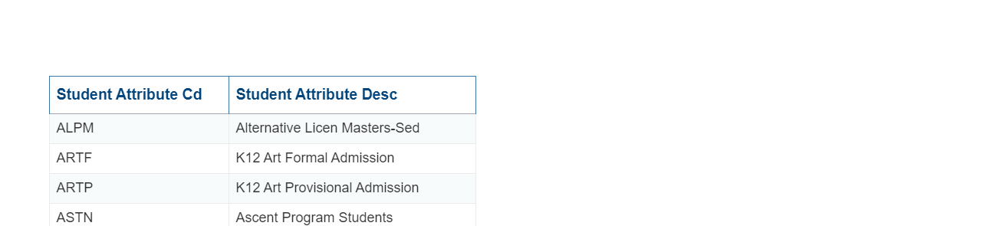 Student Attribute Cd Student Attribute Desc
ALPM Alternative Licen Masters-Sed
ARTF K12 Art Formal Admission
ARTP K12 Art Provisional Admission
ASTN Ascent Program Students